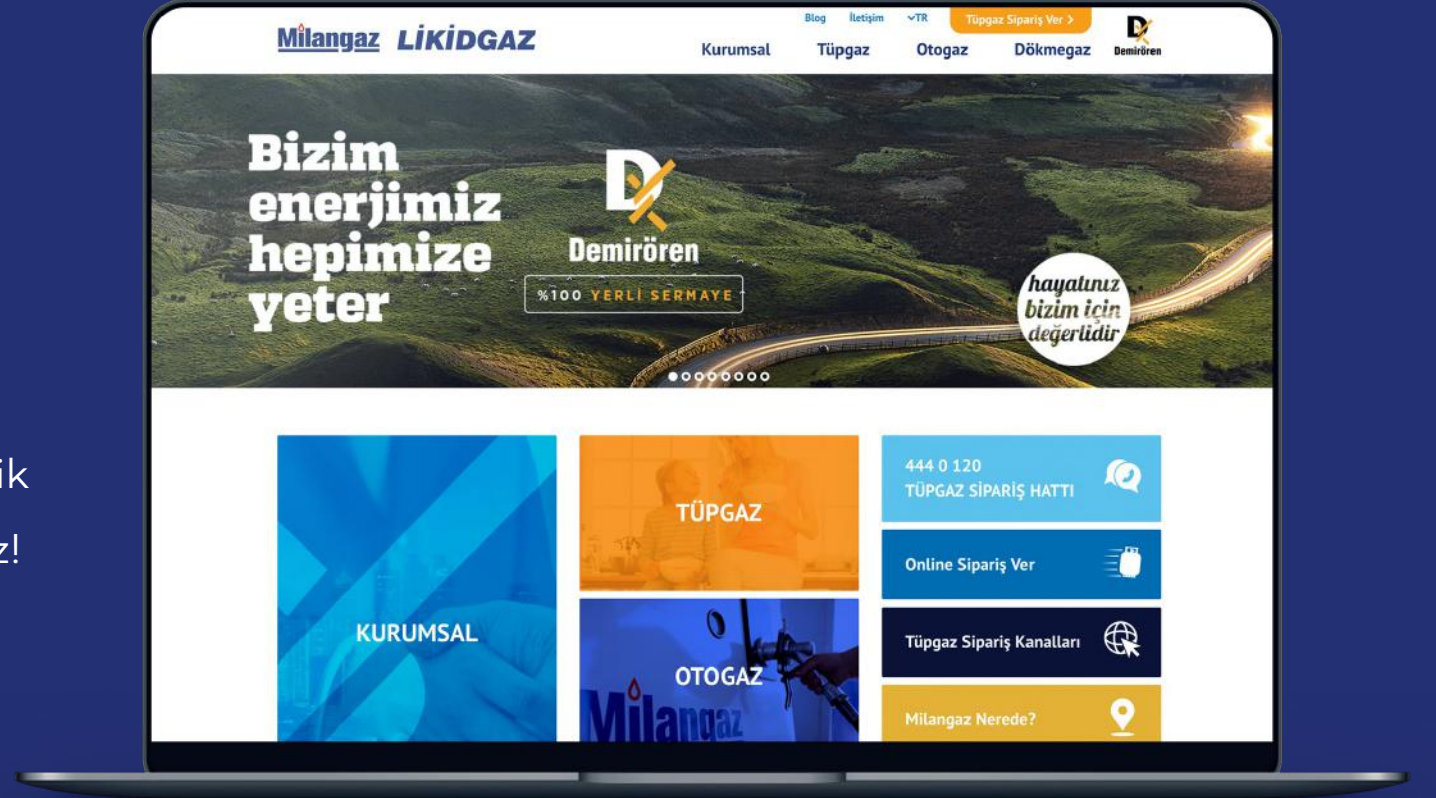 Milangaz LİKİDGAZ
Blog İletişim TR Tüpgaz Sipariş Ver >
Kurumsal Tüpgaz Otogaz Dökmegaz
Demirören
Bizim
enerjimiz
hepimize
yeter
Demirören
%100 YERLİ SERMAYE
hayatınız
bizim için
değerlidir
ik
z!
KURUMSAL
TÜPGAZ
OTOGAZ
Milangaz
444 0 120
TÜPGAZ SİPARİŞ HATTI
Online Sipariş Ver
Tüpgaz Sipariş Kanalları
Milangaz Nerede?